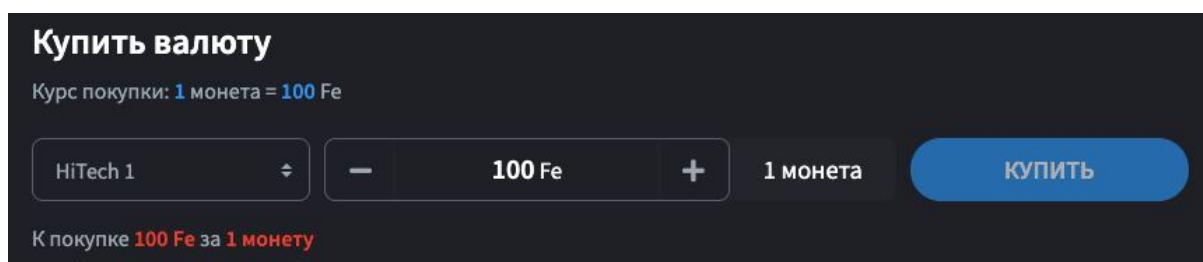 Купить валюту
Курс покупки: 1 монета = 100 Fe
HiTech 1 — 100 Fe + 1 монета КУПИТЬ
К покупке 100 Fe за 1 монету